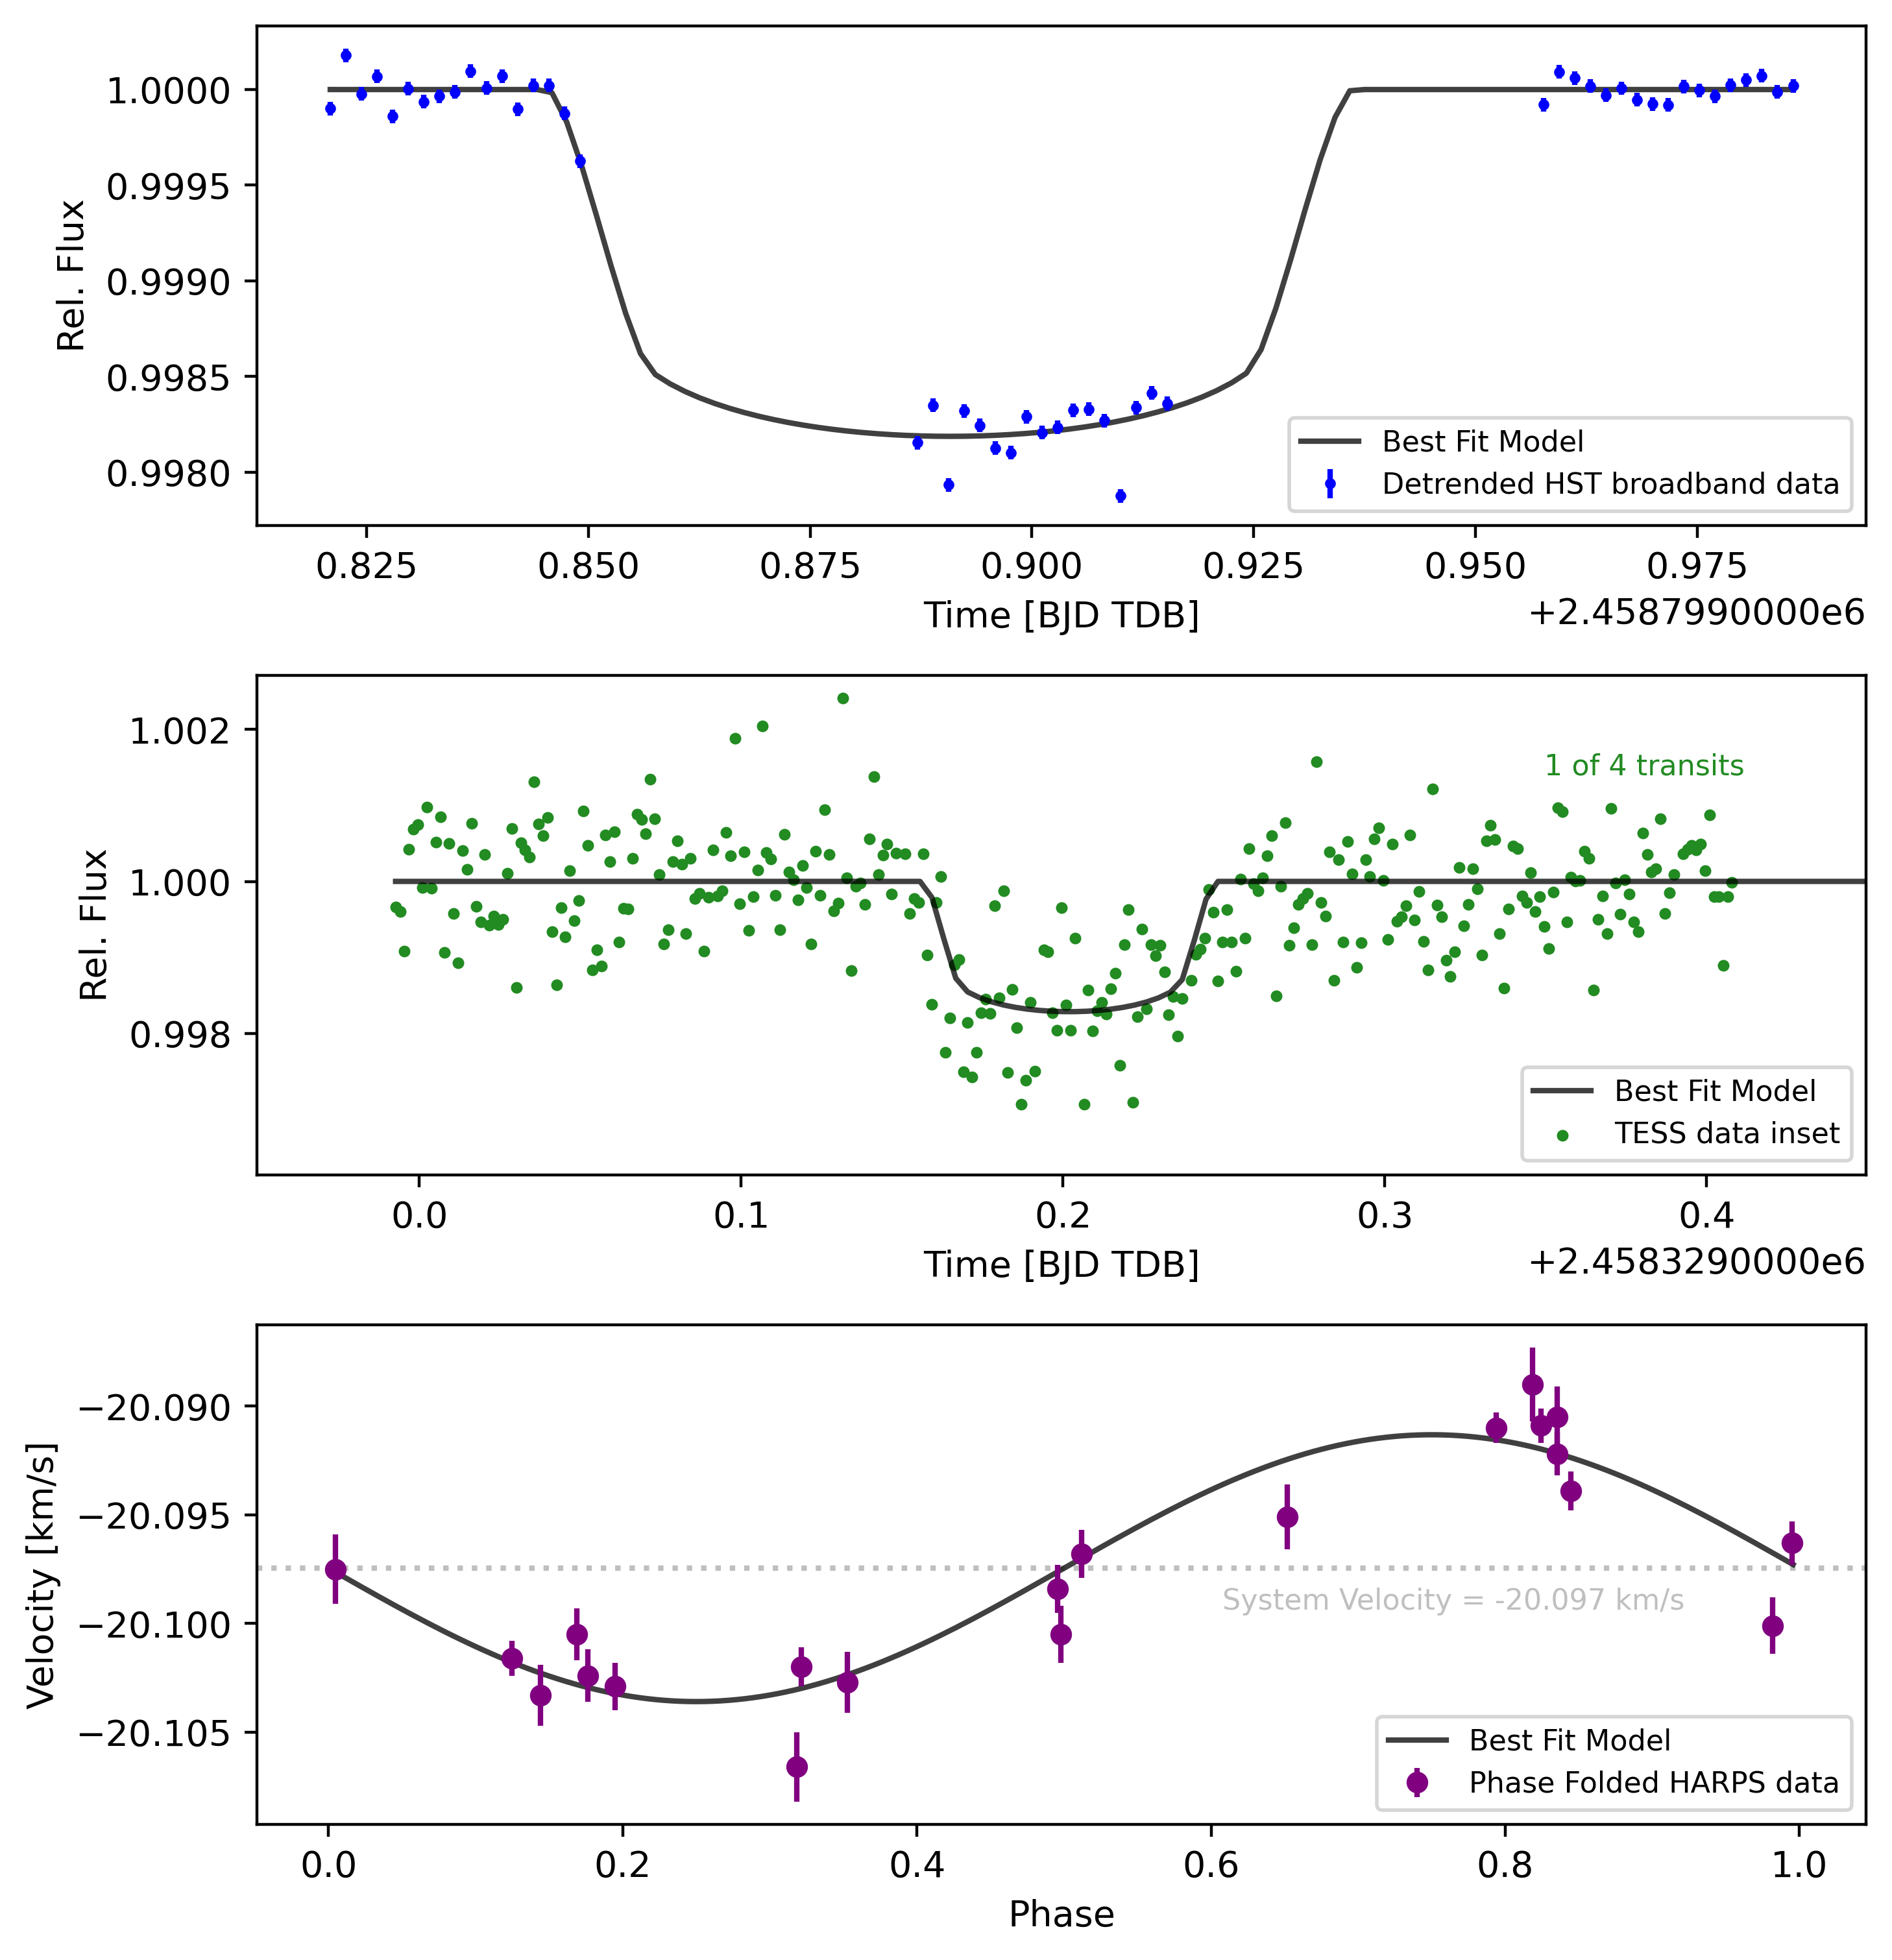 Rel. Flux
1.0000
0.9995
0.9990
0.9985
0.9980
Best Fit Model
Detrended HST broadband data
0.825 0.850 0.875 0.900 0.925 0.950 0.975
Time [BJD TDB]
+2.4587990000e6
Rel. Flux
1.002
1.000
0.998
1 of 4 transits
Best Fit Model
TESS data inset
0.0 0.1 0.2 0.3 0.4
Time [BJD TDB]
+2.4583290000e6
Velocity [km/s]
−20.090
−20.095
−20.100
−20.105
System Velocity = -20.097 km/s
Best Fit Model
Phase Folded HARPS data
0.0 0.2 0.4 0.6 0.8 1.0
Phase